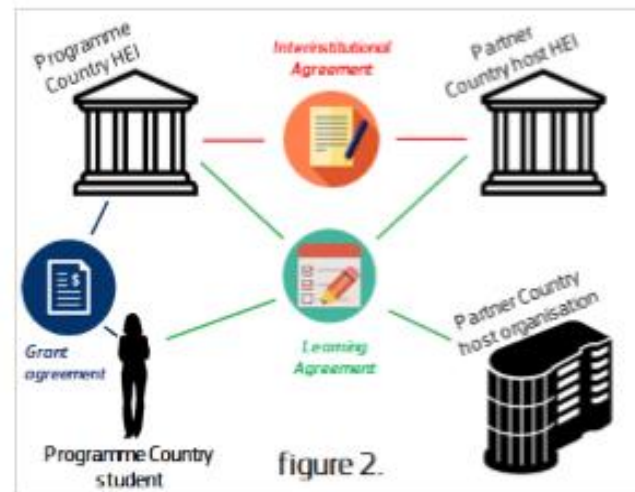 Programme
Country HEI
Interinstitutional
Agreement
Partner
Country host HEI
$
Grant
agreement
Learning
Agreement
Partner Country
host organisation
Programme Country
student
figure 2.